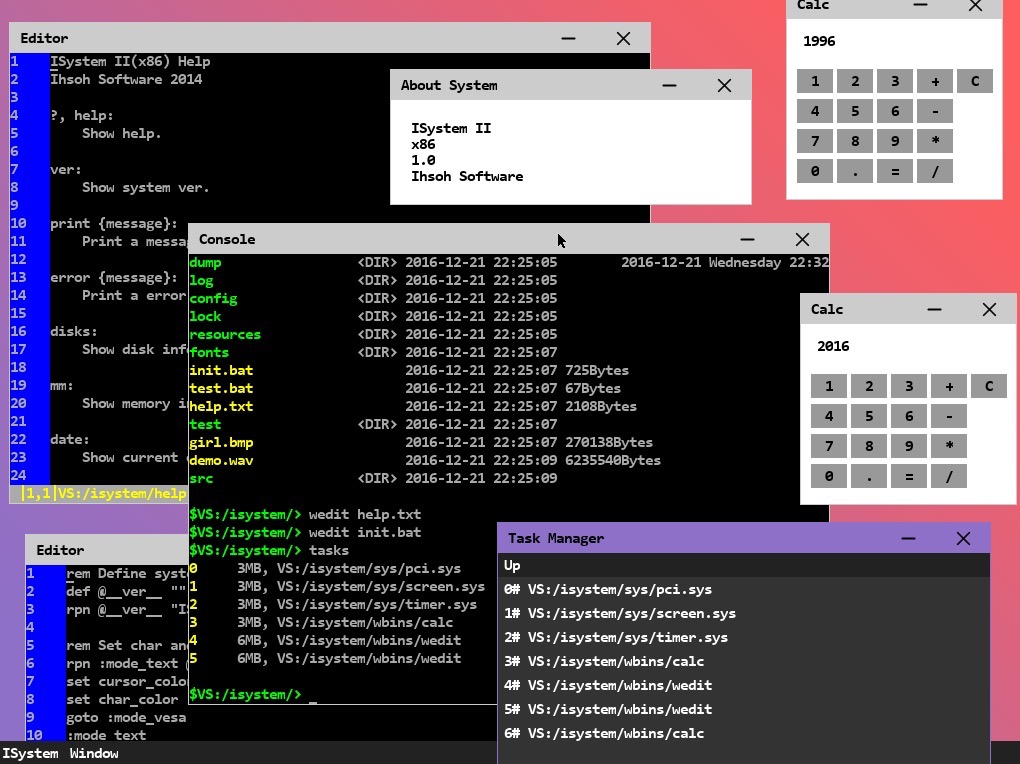 Editor
1 ISystem II(x86) Help
2 Ihsoh Software 2014
3
4 ?, help:
5 Show help.
6
7 ver:
8 Show system ver.
9
10 print {message}:
11 Print a messa
12
13 error {message}:
14 Print a error
15
16 disks:
17 Show disk inf
18
19 mm:
20 Show memory i
21
22 date:
23 Show current
24
|1,1|VS:/isystem/help
About System
ISystem II
x86
1.0
Ihsoh Software
Calc
1996
1 2 3 + C
4 5 6 -
7 8 9 *
0 . = /
Console
dump <DIR> 2016-12-21 22:25:05 2016-12-21 Wednesday 22:32
log <DIR> 2016-12-21 22:25:05
config <DIR> 2016-12-21 22:25:05
lock <DIR> 2016-12-21 22:25:05
resources <DIR> 2016-12-21 22:25:05
fonts <DIR> 2016-12-21 22:25:07
init.bat 2016-12-21 22:25:07 725Bytes
test.bat 2016-12-21 22:25:07 67Bytes
help.txt 2016-12-21 22:25:07 2108Bytes
test <DIR> 2016-12-21 22:25:07
girl.bmp 2016-12-21 22:25:07 270138Bytes
demo.wav 2016-12-21 22:25:09 6235540Bytes
src <DIR> 2016-12-21 22:25:09
$VS:/isystem/> wedit help.txt
$VS:/isystem/> wedit init.bat
$VS:/isystem/> tasks
0 3MB, VS:/isystem/sys/pci.sys
1 3MB, VS:/isystem/sys/screen.sys
2 3MB, VS:/isystem/sys/timer.sys
3 3MB, VS:/isystem/wbins/calc
4 6MB, VS:/isystem/wbins/wedit
5 6MB, VS:/isystem/wbins/wedit
$VS:/isystem/> _
Calc
2016
1 2 3 + C
4 5 6 -
7 8 9 *
0 . = /
Editor
1 rem Define syst
2 def @__ver__ ""
3 rpn @__ver__ "I
4
5 rem Set char an
6 rpn :mode_text
7 set cursor_colo
8 set char_color
9 goto :mode_vesa
10 :mode text
Task Manager
Up
0# VS:/isystem/sys/pci.sys
1# VS:/isystem/sys/screen.sys
2# VS:/isystem/sys/timer.sys
3# VS:/isystem/wbins/calc
4# VS:/isystem/wbins/wedit
5# VS:/isystem/wbins/wedit
6# VS:/isystem/wbins/calc
ISystem Window